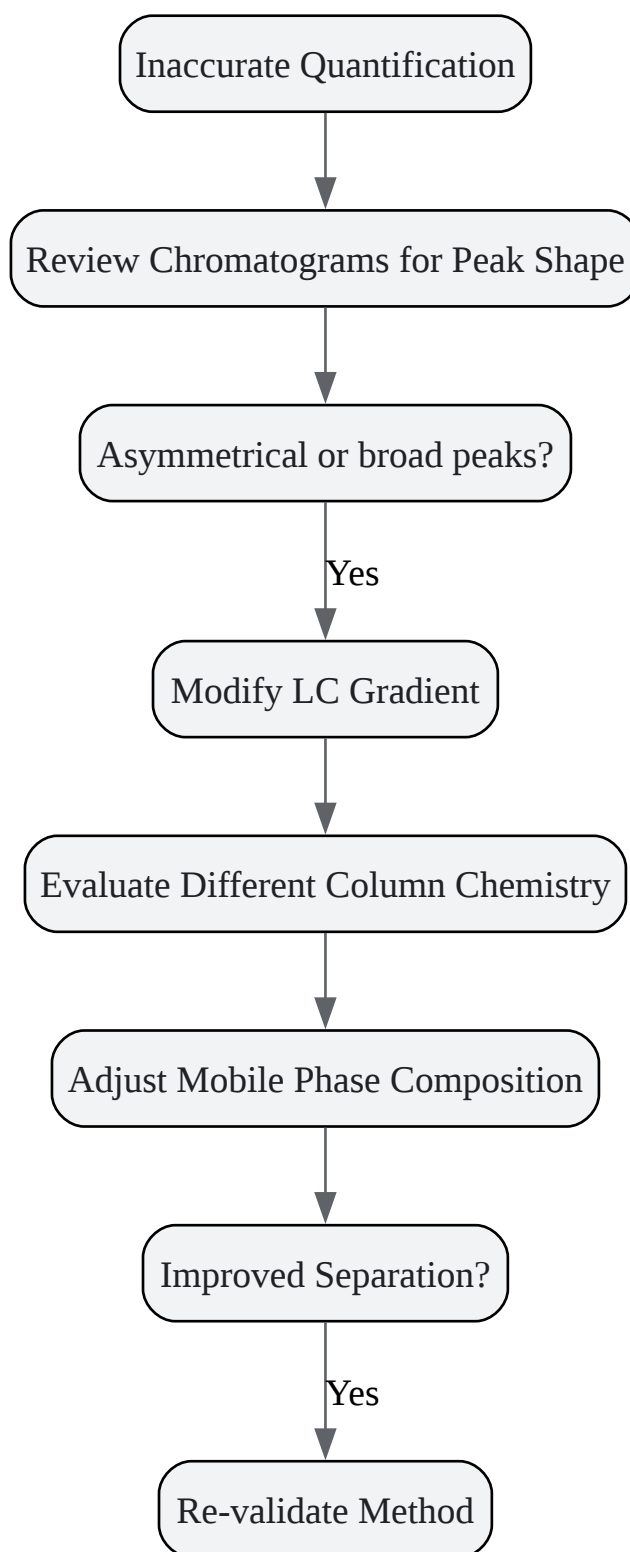 Inaccurate Quantification
Review Chromatograms for Peak Shape
Asymmetrical or broad peaks?
Yes
Modify LC Gradient
Evaluate Different Column Chemistry
Adjust Mobile Phase Composition
Improved Separation?
Yes
Re-validate Method